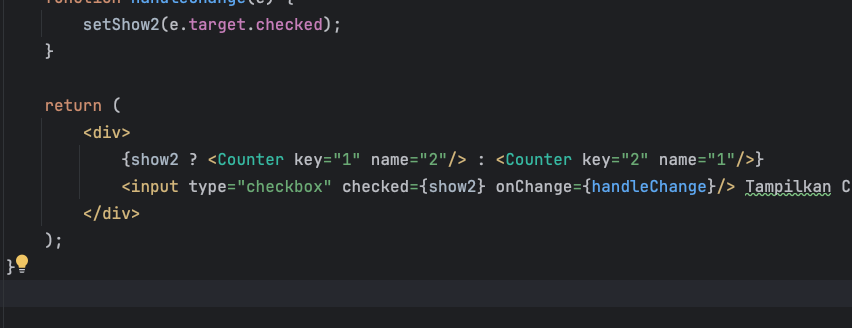 function handleChange(e) {
setShow2(e.target.checked);
}
return (
<div>
{show2 ? <Counter key="1" name="2"/> : <Counter key="2" name="1"/>}
<input type="checkbox" checked={show2} onChange={handleChange}/> Tampilkan C
</div>
);
}